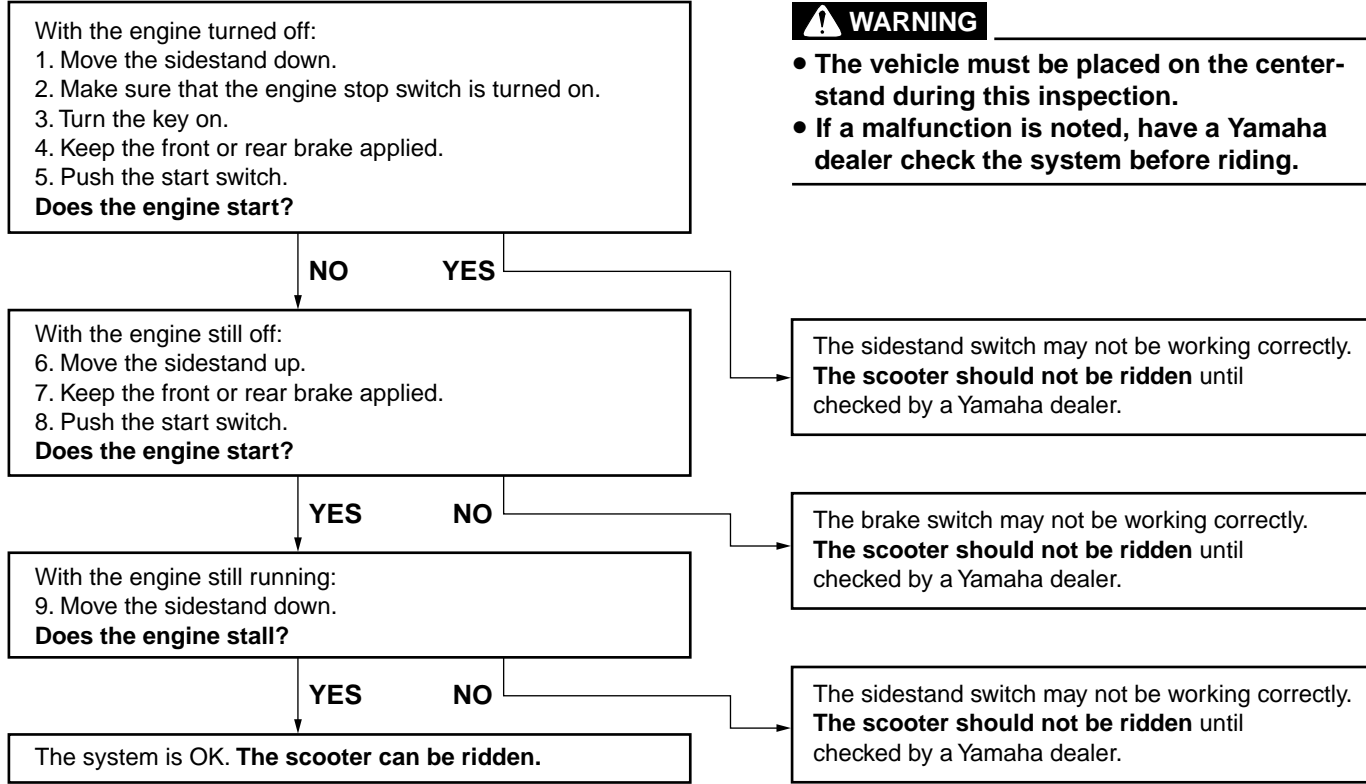 With the engine turned off:
1. Move the sidestand down.
2. Make sure that the engine stop switch is turned on.
3. Turn the key on.
4. Keep the front or rear brake applied.
5. Push the start switch.
Does the engine start?
WARNING
● The vehicle must be placed on the center-
stand during this inspection.
● If a malfunction is noted, have a Yamaha
dealer check the system before riding.
NO YES
With the engine still off:
6. Move the sidestand up.
7. Keep the front or rear brake applied.
8. Push the start switch.
Does the engine start?
The sidestand switch may not be working correctly.
The scooter should not be ridden until
checked by a Yamaha dealer.
YES NO
With the engine still running:
9. Move the sidestand down.
Does the engine stall?
The brake switch may not be working correctly.
The scooter should not be ridden until
checked by a Yamaha dealer.
YES NO
The system is OK. The scooter can be ridden.
The sidestand switch may not be working correctly.
The scooter should not be ridden until
checked by a Yamaha dealer.